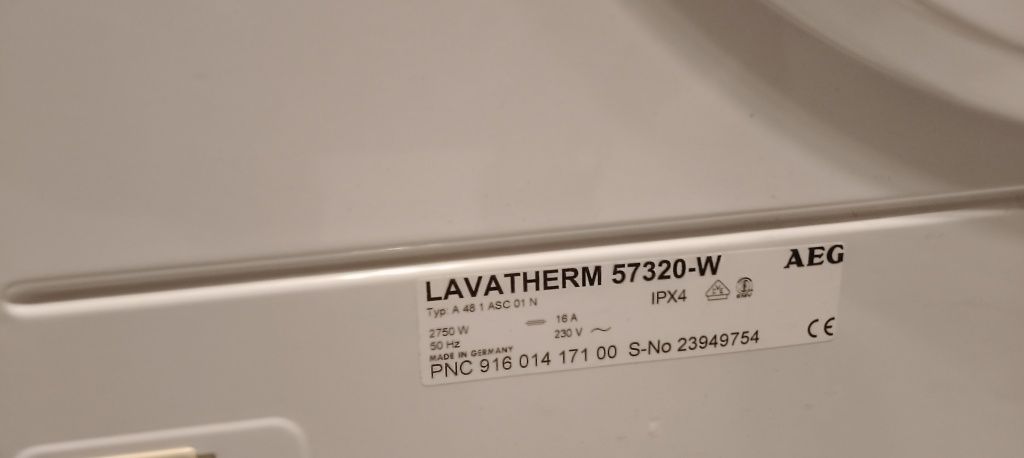 LAVATHERM 57320-W AEG
Typ A 48 1 ASC 01 N IPX4
2750 W 16 A
50 Hz 230 V ~
MADE IN GERMANY
PNC 916 014 171 00 S-No 23949754 CE